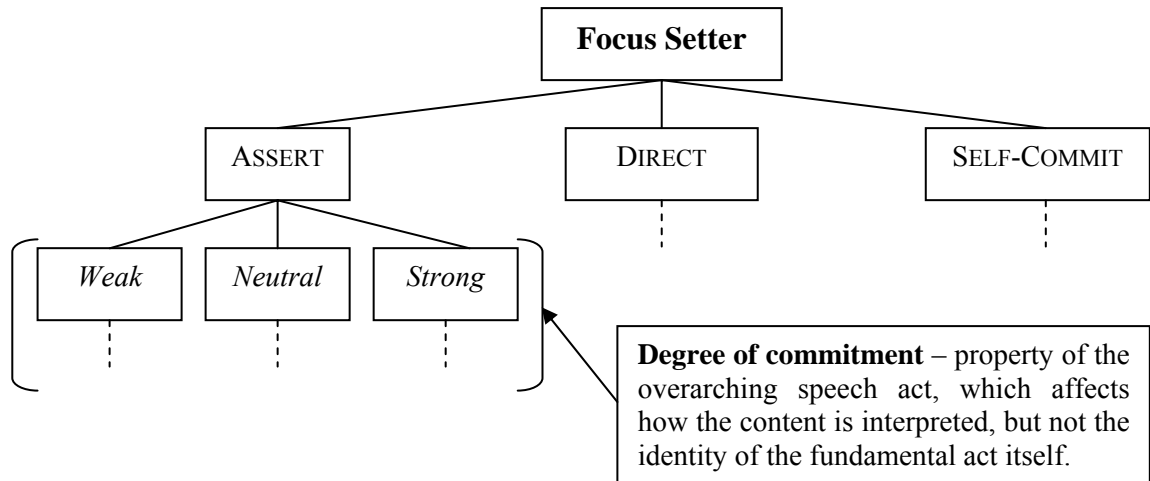 Focus Setter
ASSERT
DIRECT
SELF-COMMIT
Weak
Neutral
Strong
Degree of commitment – property of the
overarching speech act, which affects
how the content is interpreted, but not the
identity of the fundamental act itself.